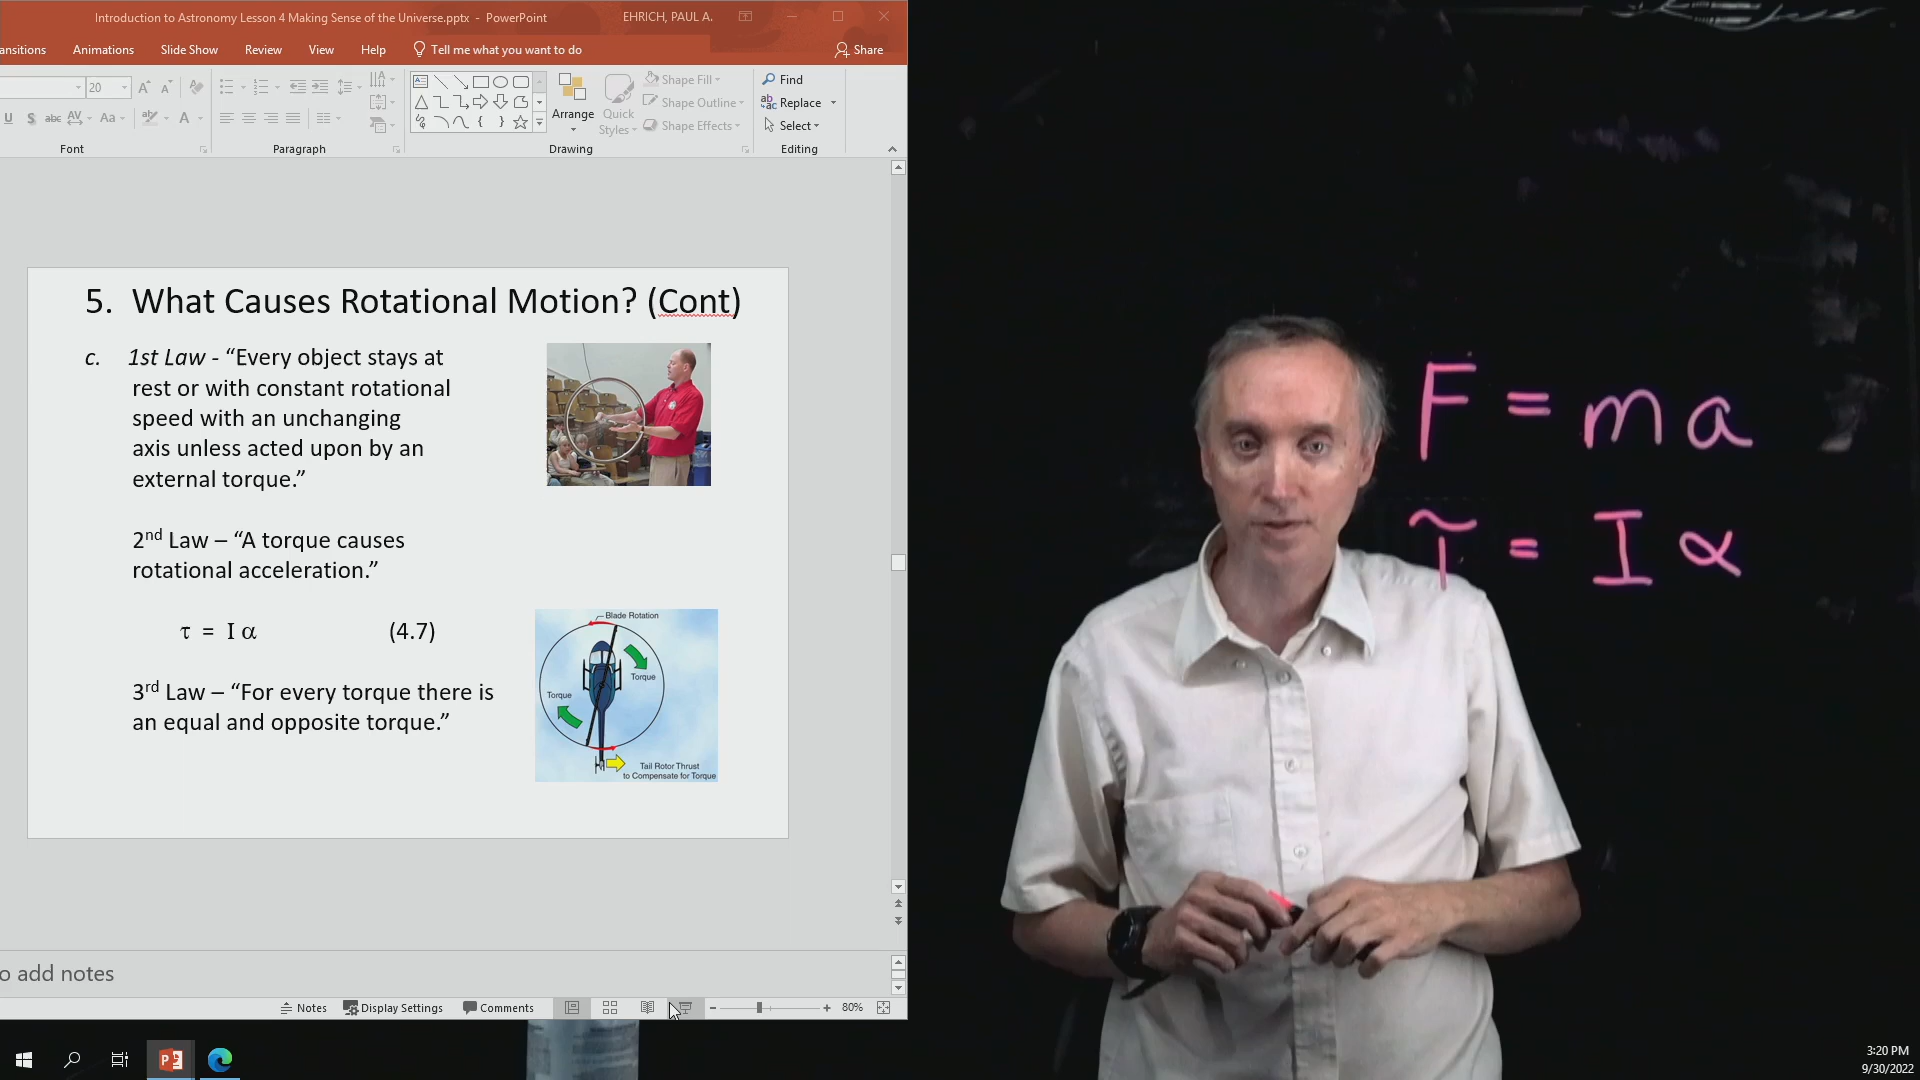 Introduction to Astronomy Lesson 4 Making Sense of the Universe.pptx - PowerPoint
EHRICH, PAUL A.
ansitions Animations Slide Show Review View Help Tell me what you want to do Share
20 A A
U S abc AV Aa A
Font Paragraph Drawing Editing
Arrange
Quick
Styles
Shape Fill
Shape Outline
Shape Effects
Find
Replace
Select
5. What Causes Rotational Motion? (Cont)
c. 1st Law - “Every object stays at
rest or with constant rotational
speed with an unchanging
axis unless acted upon by an
external torque.”
2nd Law – “A torque causes
rotational acceleration.”
τ = I α (4.7)
3rd Law – “For every torque there is
an equal and opposite torque.”
Blade Rotation
Torque
Torque
Tail Rotor Thrust
to Compensate for Torque
o add notes
Notes Display Settings Comments 80%
3:20 PM
9/30/2022
F = m a
τ = I α